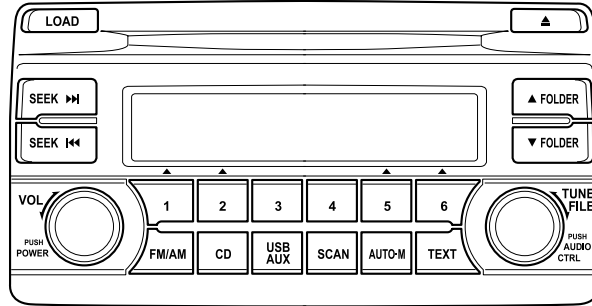 LOAD
SEEK
SEEK
FOLDER
FOLDER
VOL
PUSH
POWER
1
2
3
4
5
6
FM/AM
CD
USB
AUX
SCAN
AUTO-M
TEXT
TUNE
FILE
PUSH
AUDIO
CTRL